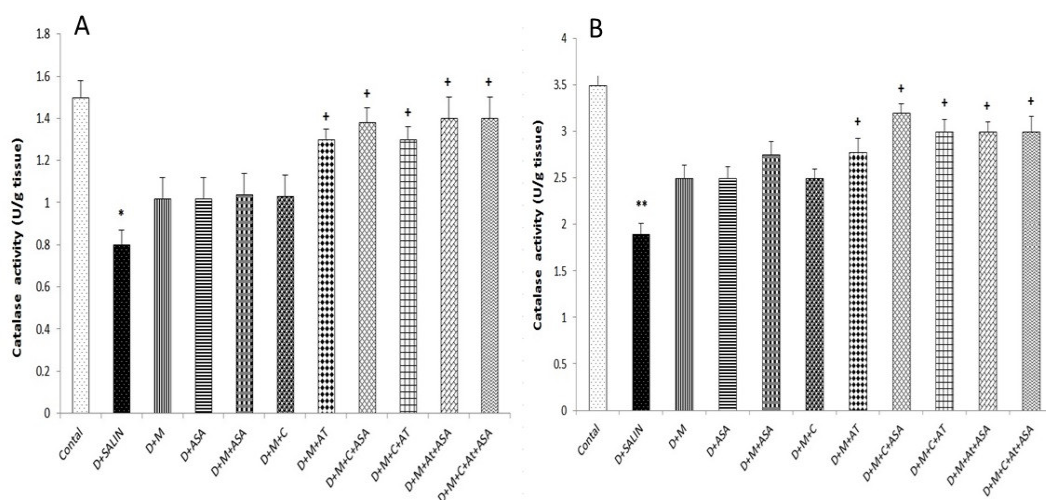 A
Catalase activity (U/g tissue)
1.8
1.6
1.4
1.2
1
0.8
0.6
0.4
0.2
0
*
+
+
+
+
+
Contal
D+SALIN
D+M
D+ASA
D+M+ASA
D+M+C
D+M+AT
D+M+C+ASA
D+M+C+AT
D+M+At+ASA
D+M+C+At+ASA
B
Catalase activity (U/g tissue)
4
3.5
3
2.5
2
1.5
1
0.5
0
**
+
+
+
+
+
Contal
D+SALIN
D+M
D+ASA
D+M+ASA
D+M+C
D+M+AT
D+M+C+ASA
D+M+C+AT
D+M+At+ASA
D+M+C+At+ASA